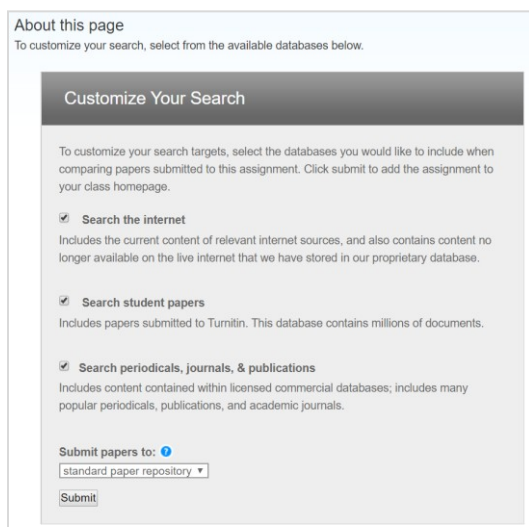 About this page
To customize your search, select from the available databases below.
Customize Your Search
To customize your search targets, select the databases you would like to include when
comparing papers submitted to this assignment. Click submit to add the assignment to
your class homepage.
Search the internet
Includes the current content of relevant internet sources, and also contains content no
longer available on the live internet that we have stored in our proprietary database.
Search student papers
Includes papers submitted to Turnitin. This database contains millions of documents.
Search periodicals, journals, & publications
Includes content contained within licensed commercial databases; includes many
popular periodicals, publications, and academic journals.
Submit papers to: ?
standard paper repository
Submit